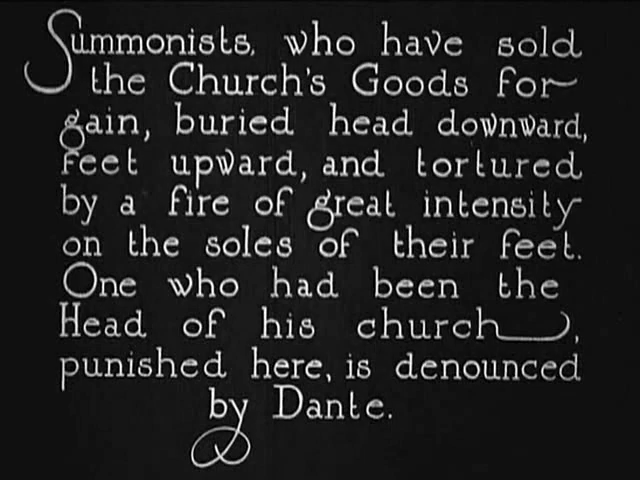 Summonists, who have sold
the Church's Goods for
gain, buried head downward,
feet upward, and tortured
by a fire of great intensity
on the soles of their feet.
One who had been the
Head of his church,
punished here, is denounced
by Dante.